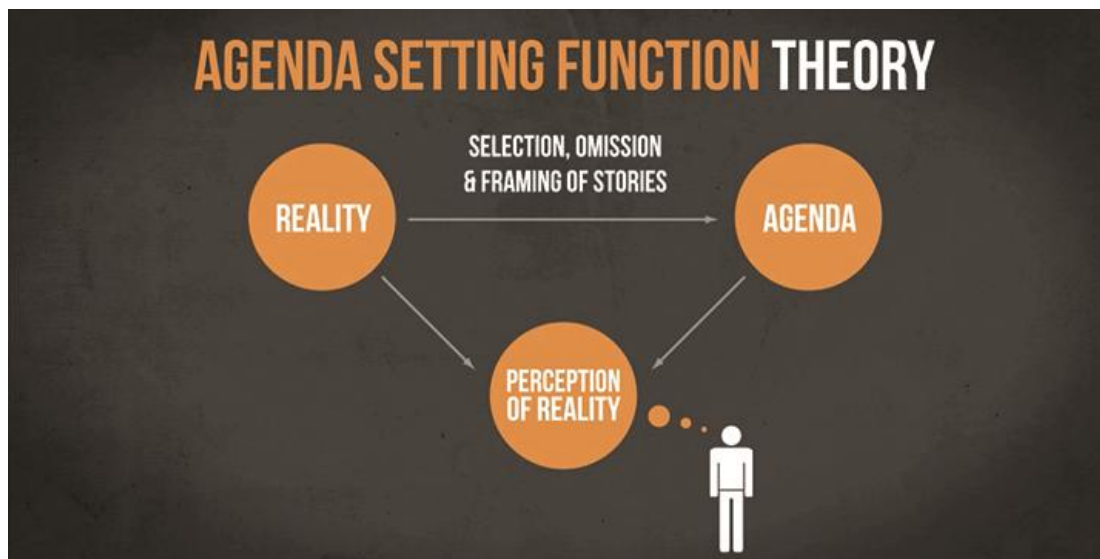 AGENDA SETTING FUNCTION THEORY
SELECTION, OMISSION
& FRAMING OF STORIES
REALITY
AGENDA
PERCEPTION
OF REALITY